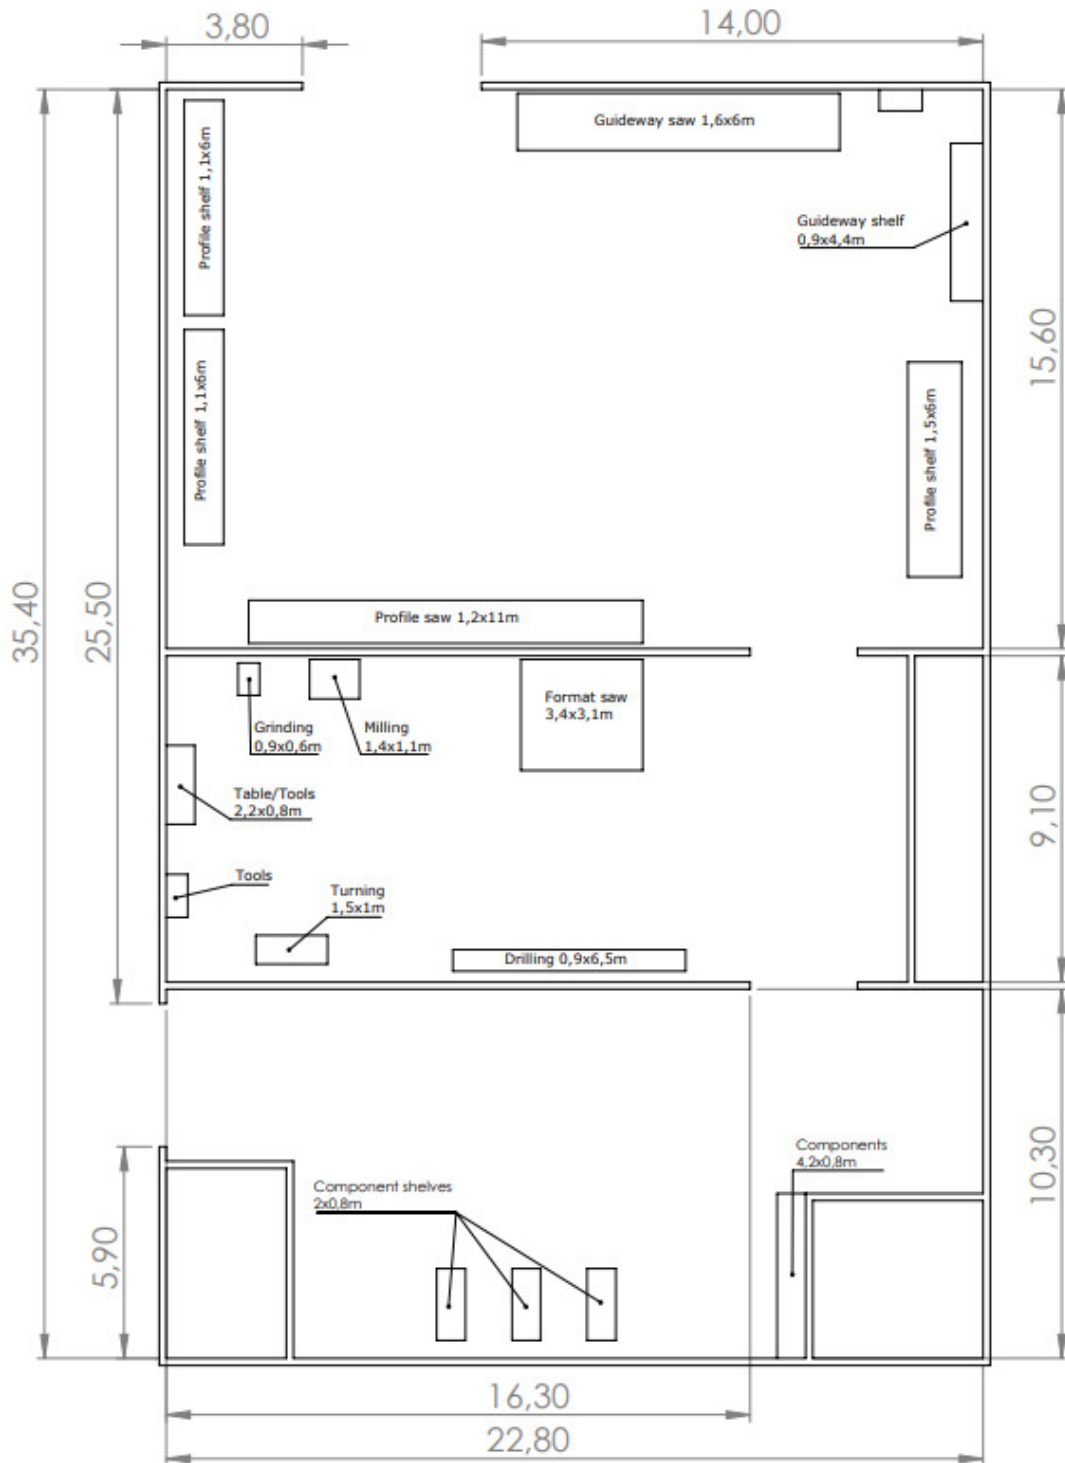 3,80
14,00
Guideway saw 1,6x6m
Profile shelf 1,1x6m
Guideway shelf
0,9x4,4m
15,60
Profile shelf 1,1x6m
Profile shelf 1,5x6m
35,40
25,50
Profile saw 1,2x11m
Format saw
3,4x3,1m
Grinding
0,9x0,6m
Milling
1,4x1,1m
Table/Tools
2,2x0,8m
9,10
Tools
Turning
1,5x1m
Drilling 0,9x6,5m
Components
4,2x0,8m
10,30
Component shelves
2x0,8m
5,90
16,30
22,80